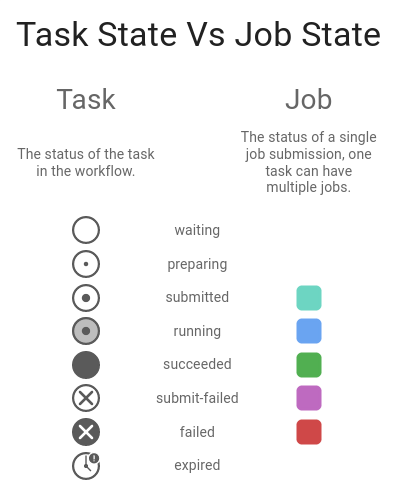 Task State Vs Job State
Task
Job
The status of the task
in the workflow.
The status of a single
job submission, one
task can have
multiple jobs.
waiting
preparing
submitted
running
succeeded
submit-failed
failed
expired